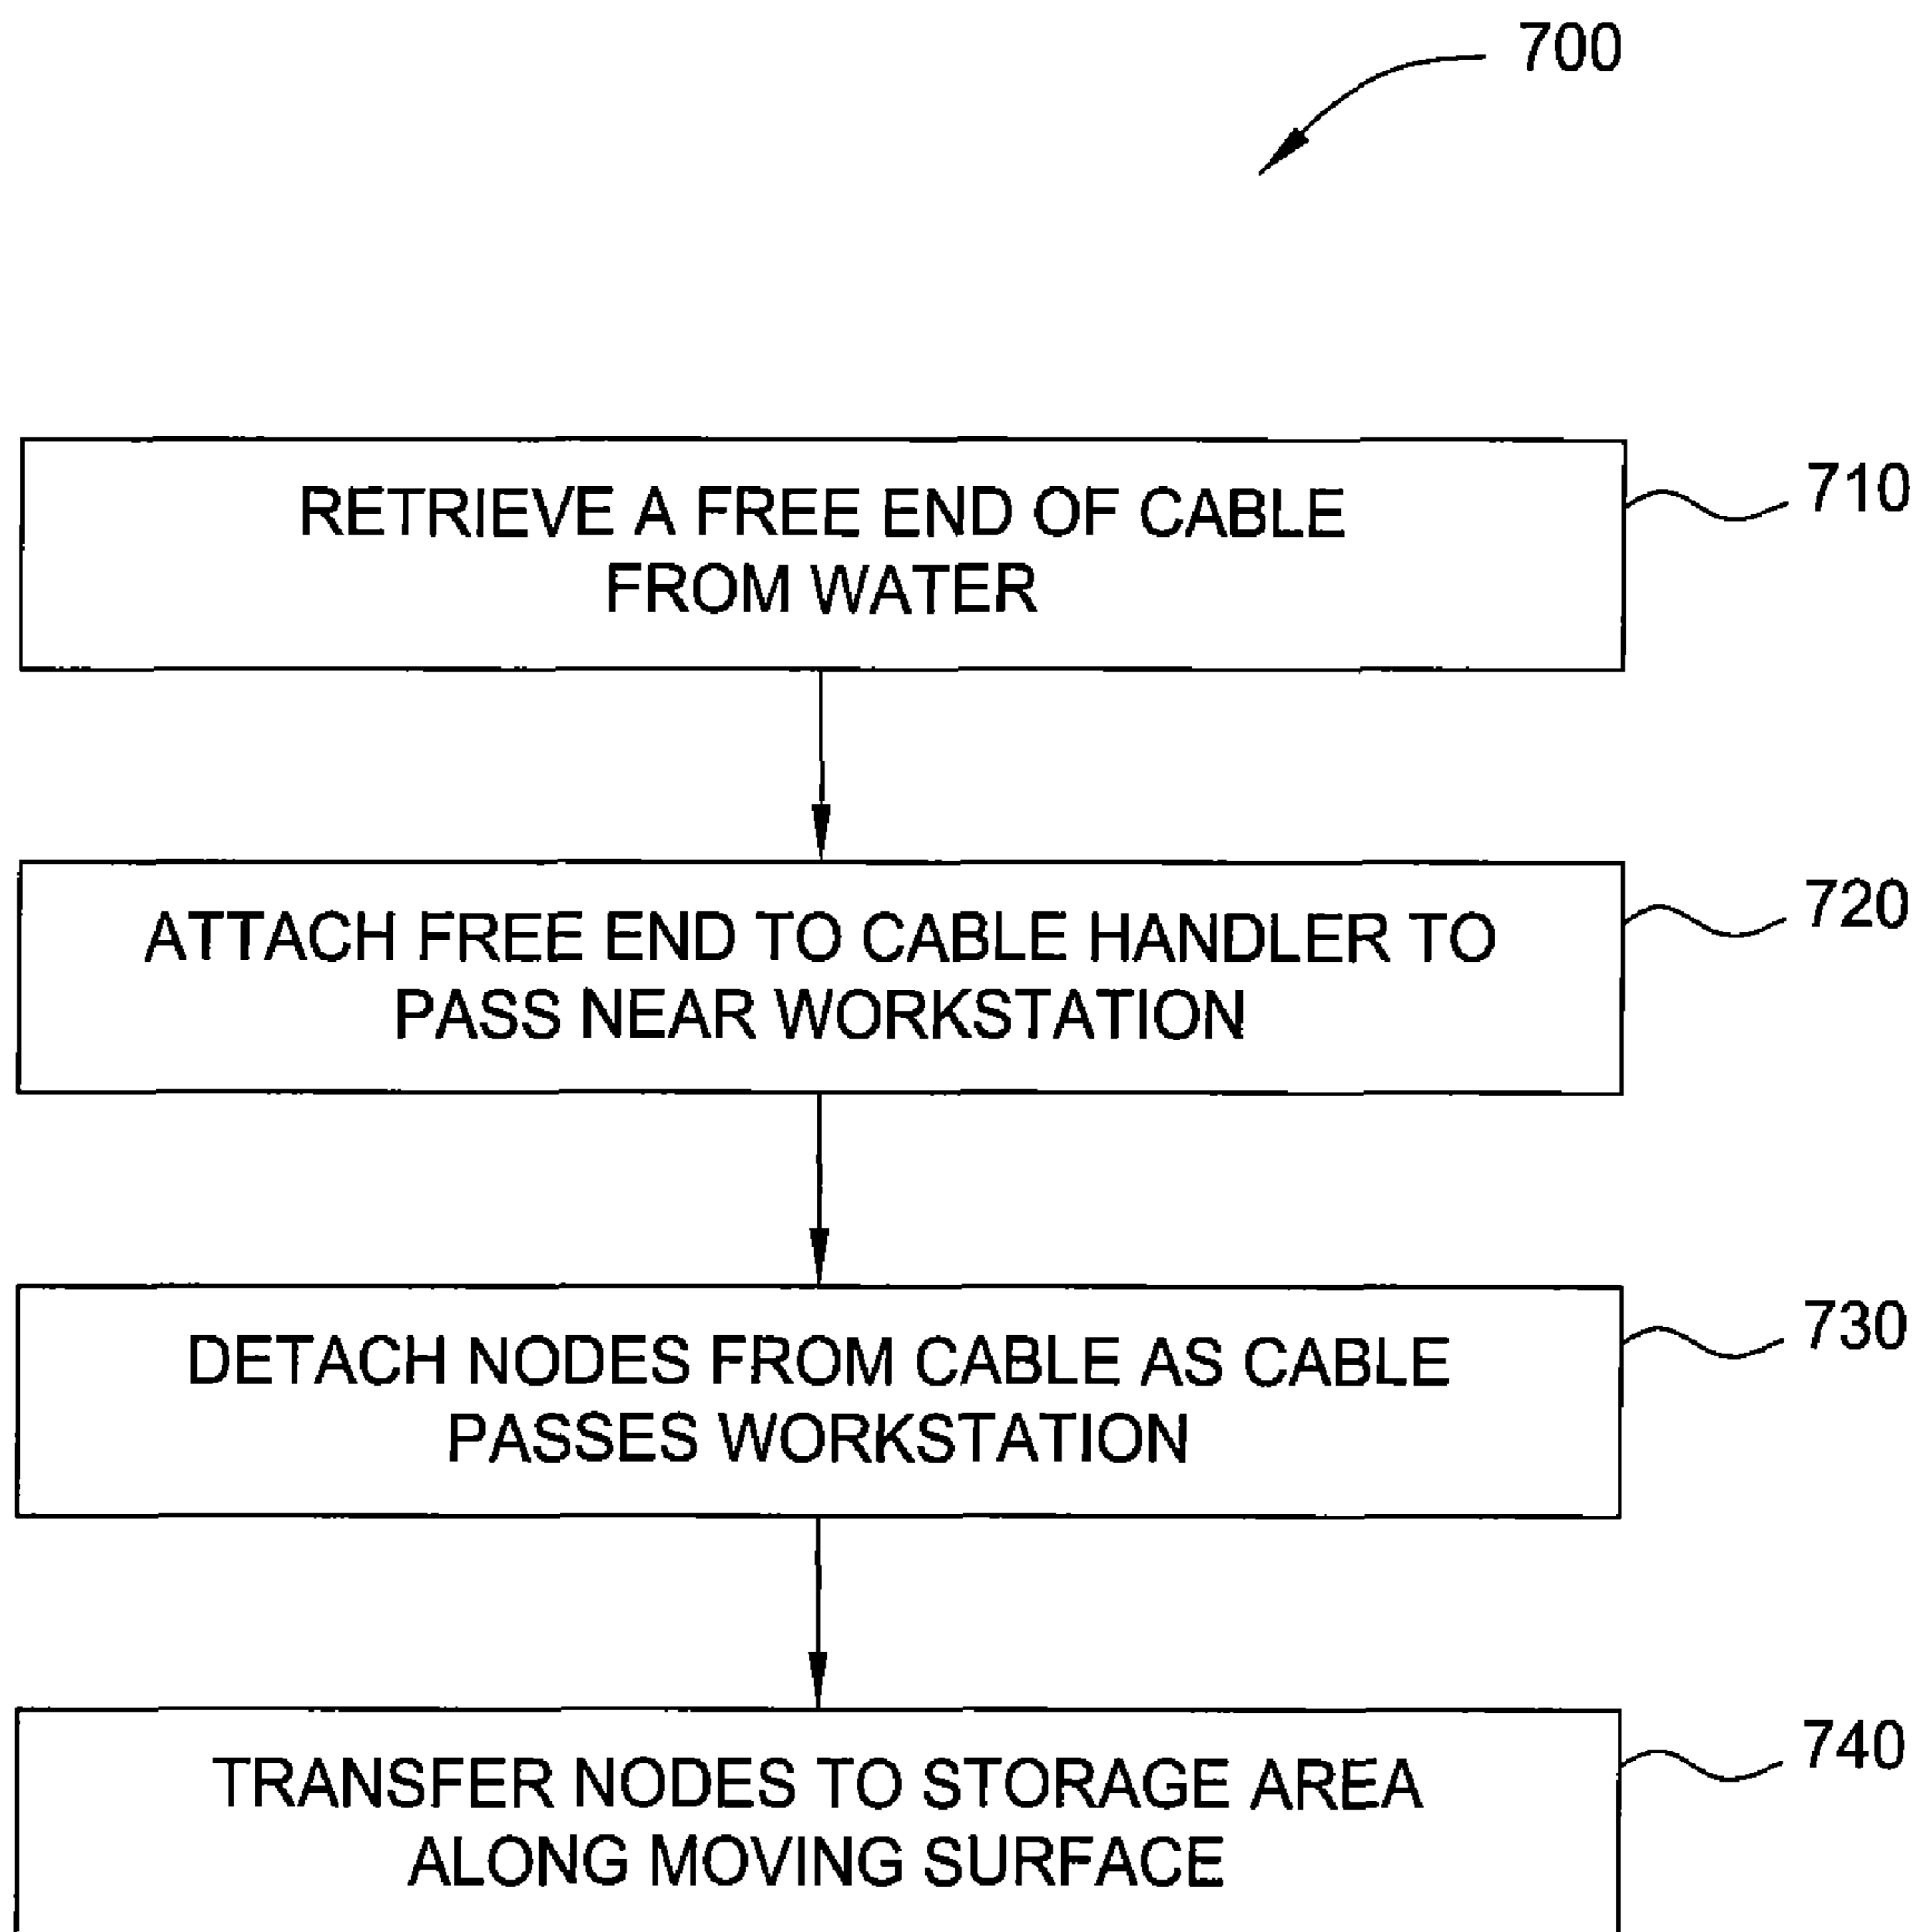 700
RETRIEVE A FREE END OF CABLE
FROM WATER
710
ATTACH FREE END TO CABLE HANDLER TO
PASS NEAR WORKSTATION
720
DETACH NODES FROM CABLE AS CABLE
PASSES WORKSTATION
730
TRANSFER NODES TO STORAGE AREA
ALONG MOVING SURFACE
740